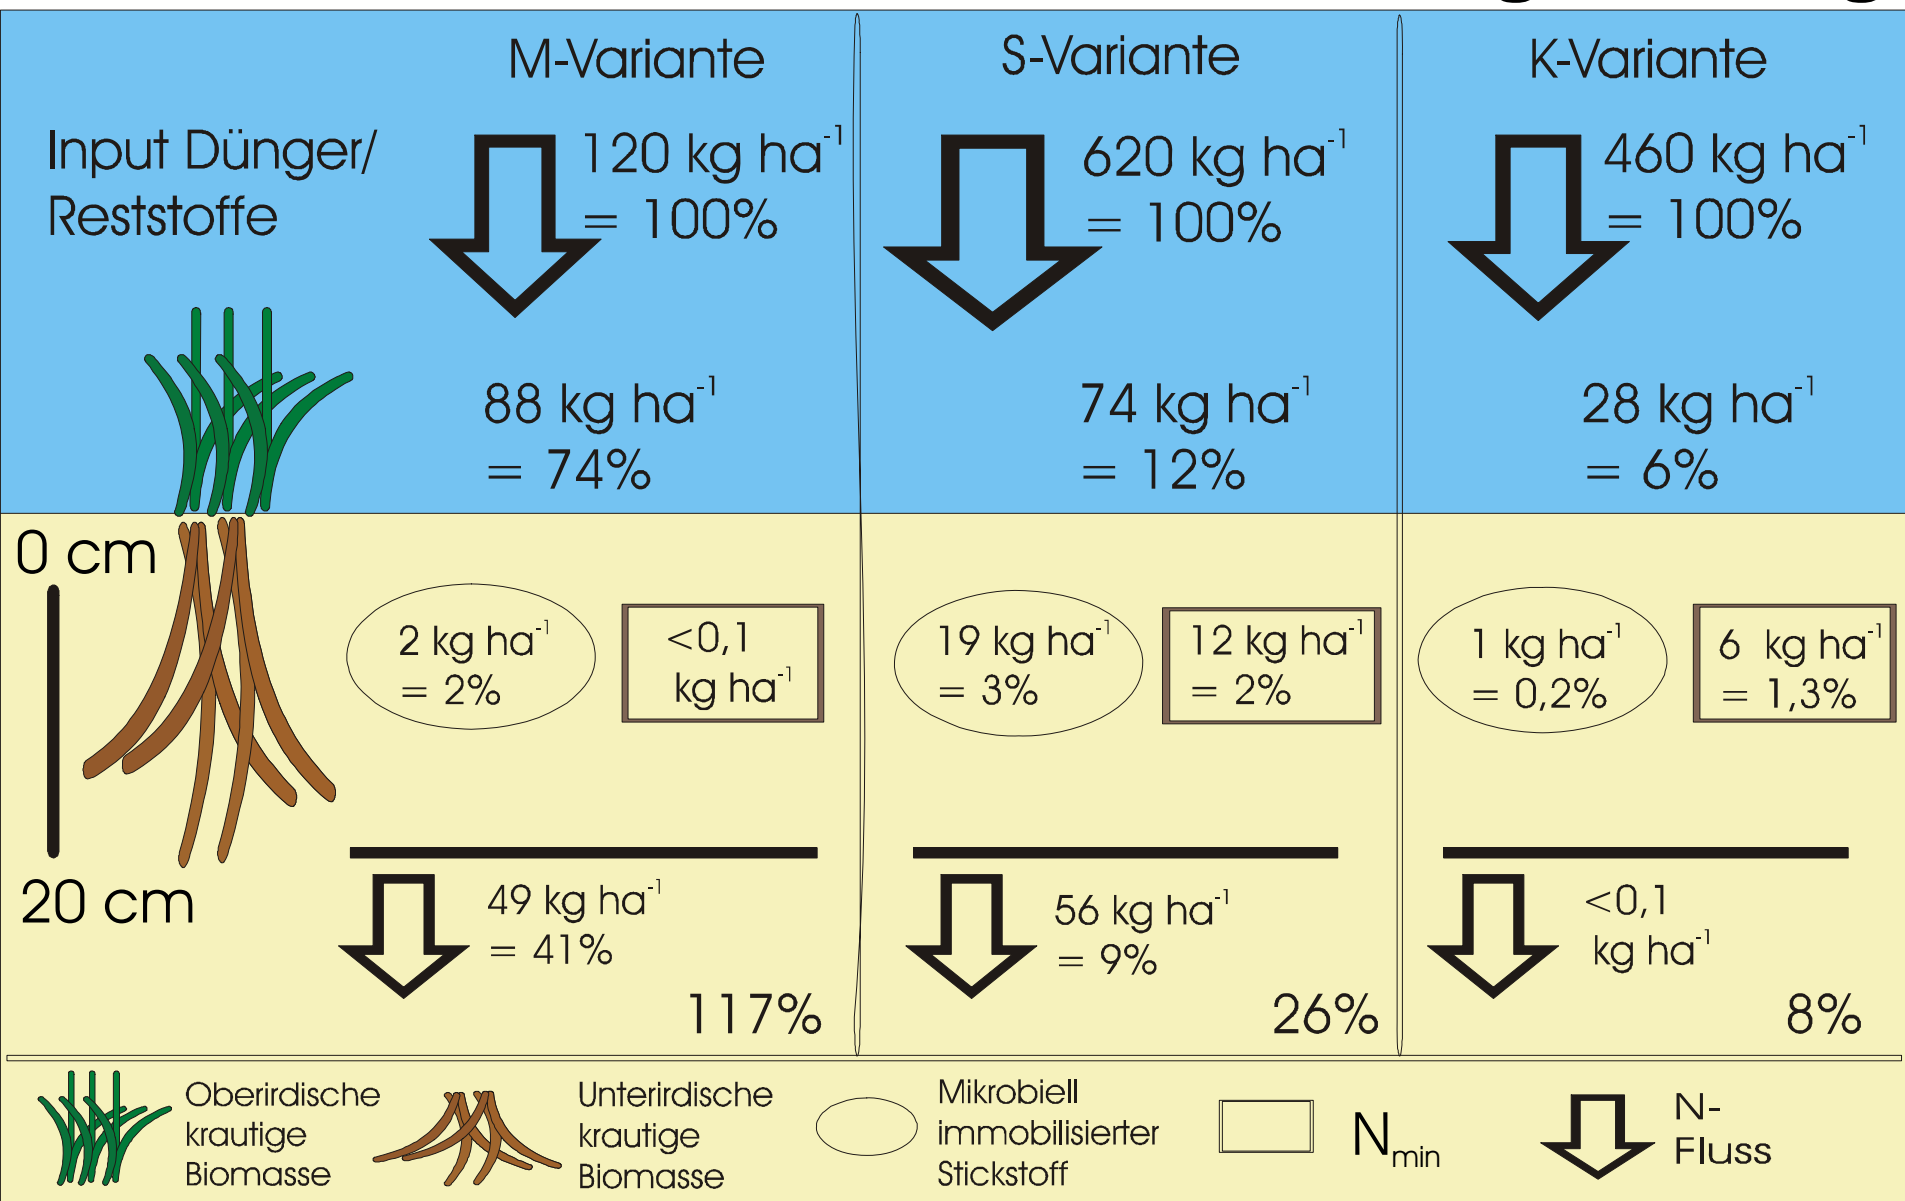 M-Variante
S-Variante
K-Variante
Input Dünger/
Reststoffe
120 kg ha-1
= 100%
620 kg ha-1
= 100%
460 kg ha-1
= 100%
88 kg ha-1
= 74%
74 kg ha-1
= 12%
28 kg ha-1
= 6%
0 cm
2 kg ha-1
= 2%
<0,1
kg ha-1
19 kg ha-1
= 3%
12 kg ha-1
= 2%
1 kg ha-1
= 0,2%
6 kg ha-1
= 1,3%
20 cm
49 kg ha-1
= 41%
117%
56 kg ha-1
= 9%
26%
<0,1
kg ha-1
8%
Oberirdische
krautige
Biomasse
Unterirdische
krautige
Biomasse
Mikrobiell
immobilisierter
Stickstoff
Nmin
N-
Fluss